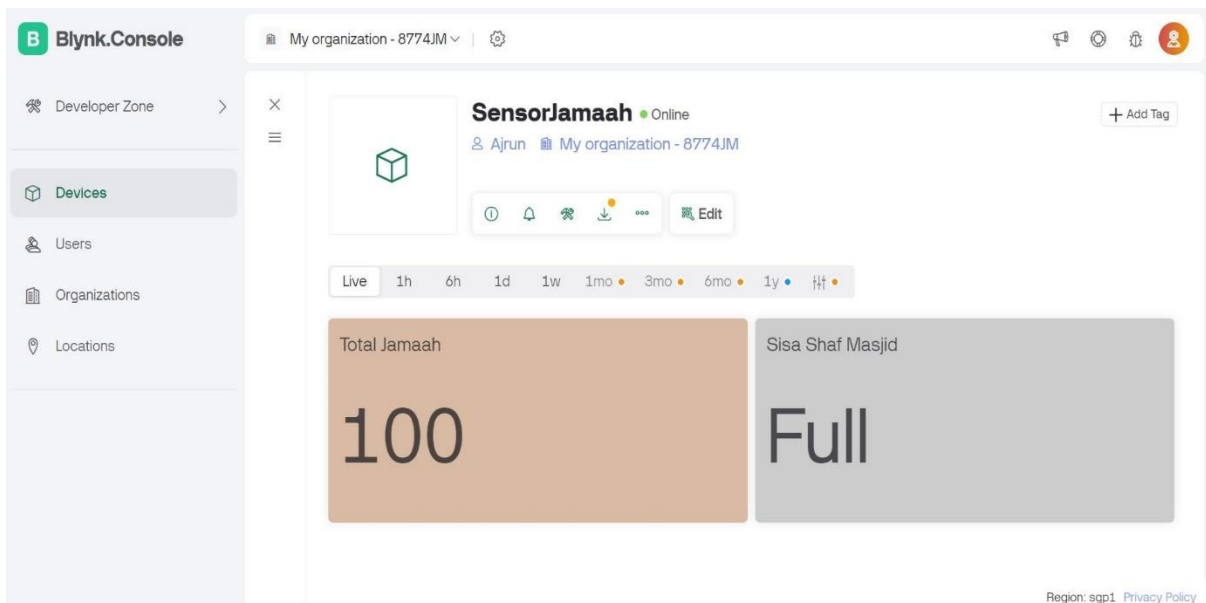 B Blynk.Console
My organization - 8774JM
Developer Zone
Devices
Users
Organizations
Locations
SensorJamaah Online
Ajrun My organization - 8774JM
+ Add Tag
Edit
Live 1h 6h 1d 1w 1mo 3mo 6mo 1y
Total Jamaah
100
Sisa Shaf Masjid
Full
Region: sgp1 Privacy Policy